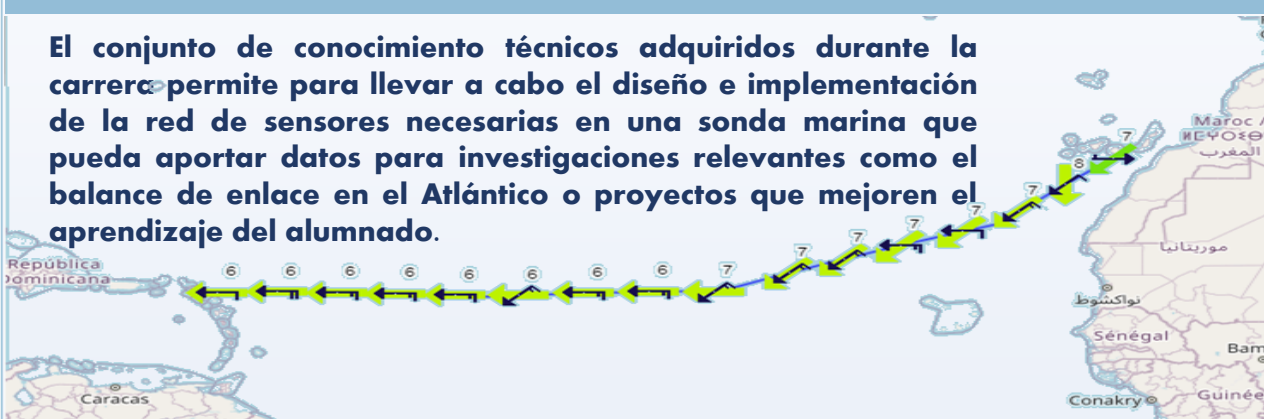 El conjunto de conocimiento técnicos adquiridos durante la
carrera permite para llevar a cabo el diseño e implementación
de la red de sensores necesarias en una sonda marina que
pueda aportar datos para investigaciones relevantes como el
balance de enlace en el Atlántico o proyectos que mejoren el
aprendizaje del alumnado.
Maroc
ⵍⵎⵖⵔⵉⴱ
المغرب
7
8
7
7
7
7
7
7
6
6
6
6
6
6
6
6
República
Dominicana
موريتانيا
نواكشوط
Sénégal
Bam
Caracas
Conakry
Guinée